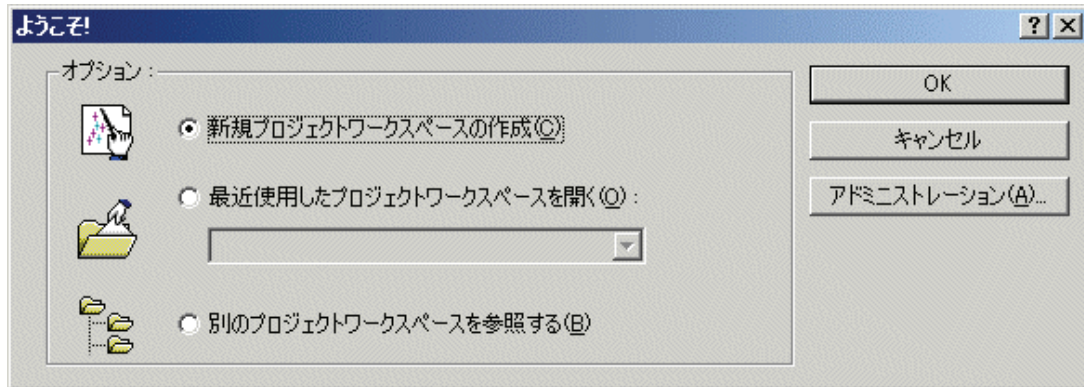 ようこそ!
オプション :
新規プロジェクトワークスペースの作成(C)
最近使用したプロジェクトワークスペースを開く(O) :
別のプロジェクトワークスペースを参照する(B)
OK
キャンセル
アドミニストレーション(A)...